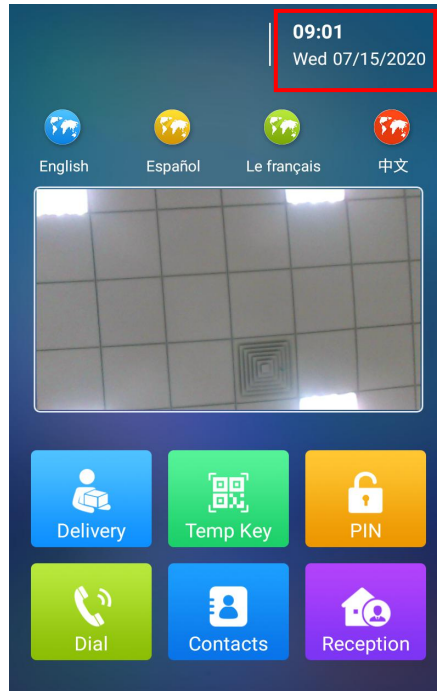 09:01
Wed 07/15/2020
English Español Le français 中文
Delivery Temp Key PIN
Dial Contacts Reception